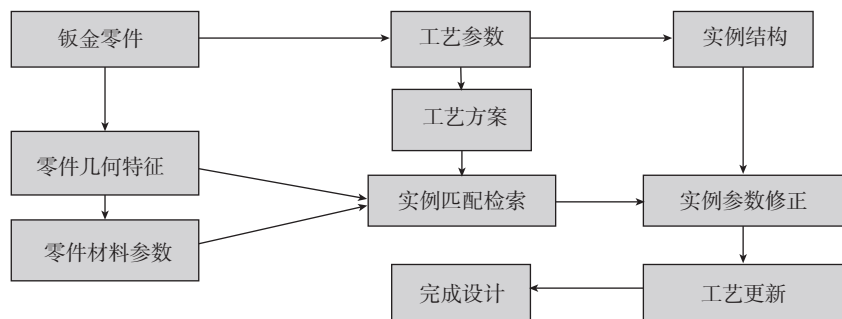 钣金零件
工艺参数
实例结构
工艺方案
零件几何特征
实例匹配检索
实例参数修正
零件材料参数
完成设计
工艺更新